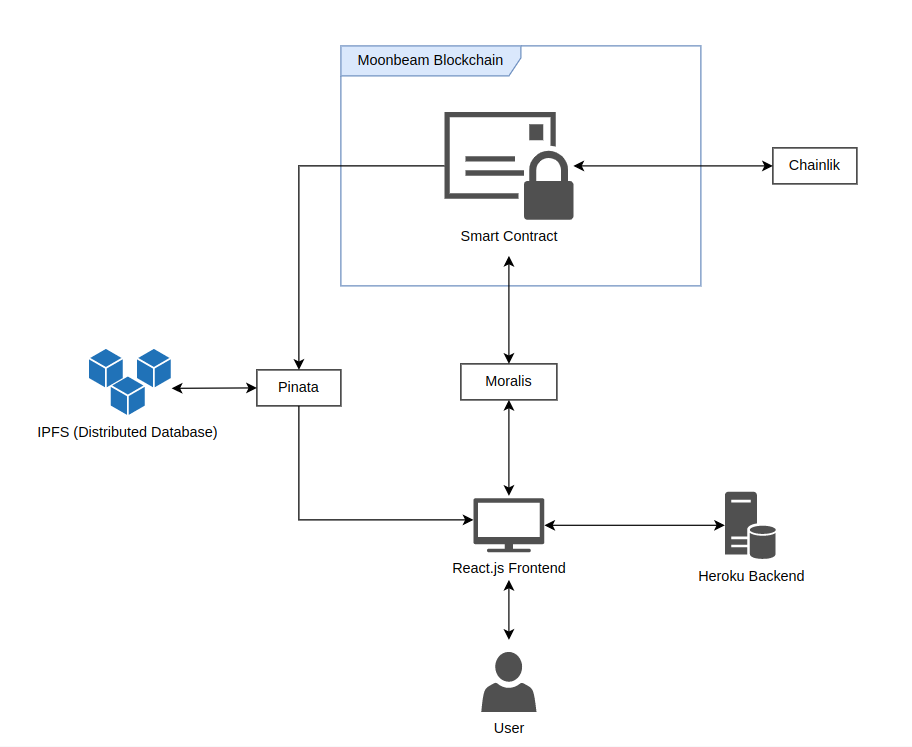 Moonbeam Blockchain
Chainlik
Smart Contract
Pinata
Moralis
IPFS (Distributed Database)
React.js Frontend
Heroku Backend
User